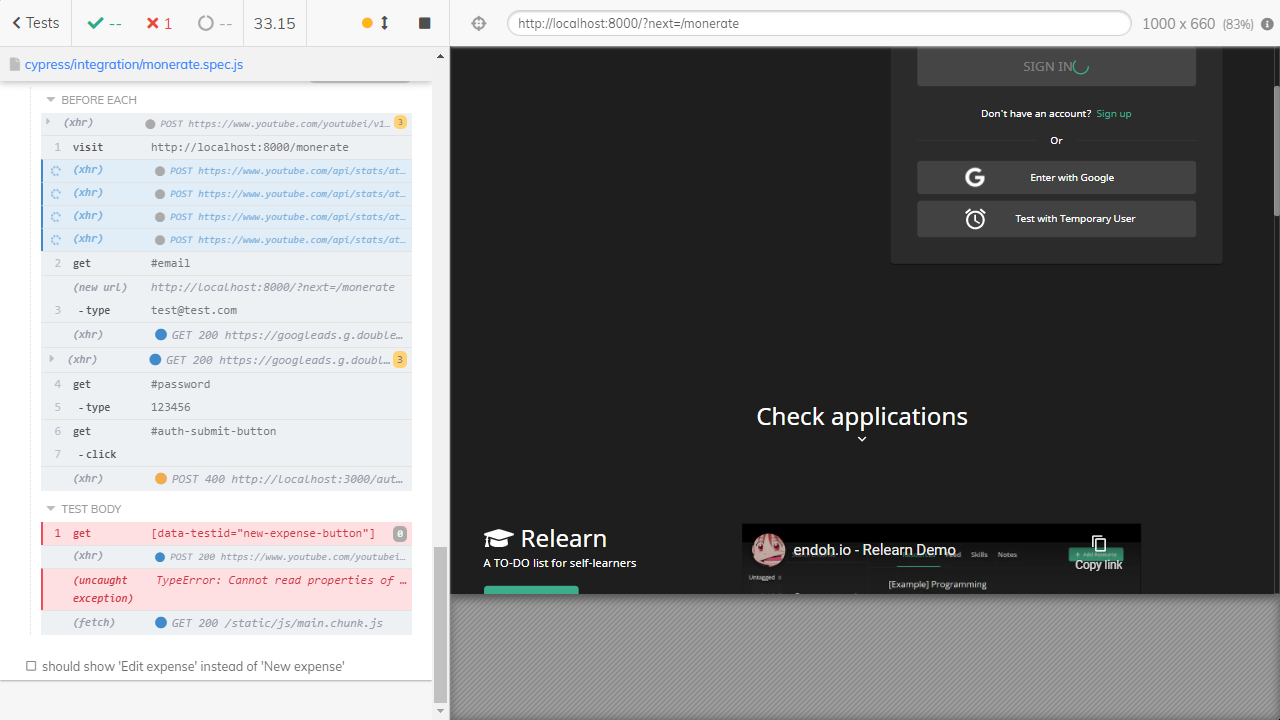 Tests
--
1
--
33.15
http://localhost:8000/?next=/monerate
1000 x 660 (83%)
cypress/integration/monerate.spec.js
BEFORE EACH
(xhr) POST https://www.youtube.com/youtubei/v1... 3
1 visit http://localhost:8000/monerate
(xhr) POST https://www.youtube.com/api/stats/at...
(xhr) POST https://www.youtube.com/api/stats/at...
(xhr) POST https://www.youtube.com/api/stats/at...
(xhr) POST https://www.youtube.com/api/stats/at...
2 get #email
(new url) http://localhost:8000/?next=/monerate
3 -type test@test.com
(xhr) GET 200 https://googleads.g.double...
(xhr) GET 200 https://googleads.g.doubl... 3
4 get #password
5 -type 123456
6 get #auth-submit-button
7 -click
(xhr) POST 400 http://localhost:3000/aut...
TEST BODY
1 get [data-testid="new-expense-button"] 0
(xhr) POST 200 https://www.youtube.com/youtubei...
(uncaught exception) TypeError: Cannot read properties of ...
(fetch) GET 200 /static/js/main.chunk.js
should show 'Edit expense' instead of 'New expense'
SIGN IN
Don't have an account? Sign up
Or
Enter with Google
Test with Temporary User
Check applications
Relearn
A TO-DO list for self-learners
endoh.io - Relearn Demo
Skills
Notes
+ Add Resource
Copy link
Untagged
[Example] Programming